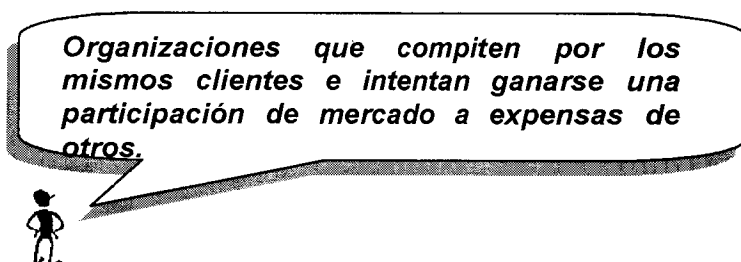 Organizaciones que compiten por los
mismos clientes e intentan ganarse una
participación de mercado a expensas de
otros.